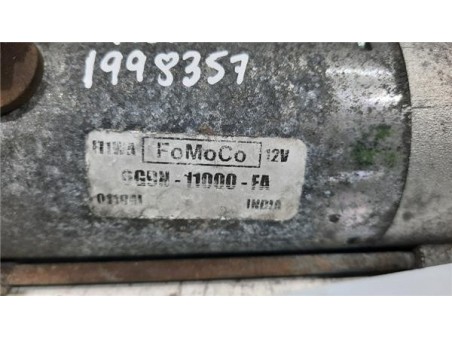 1998357
FoMoCo 12V
6G9N-11000-FA
INDIA